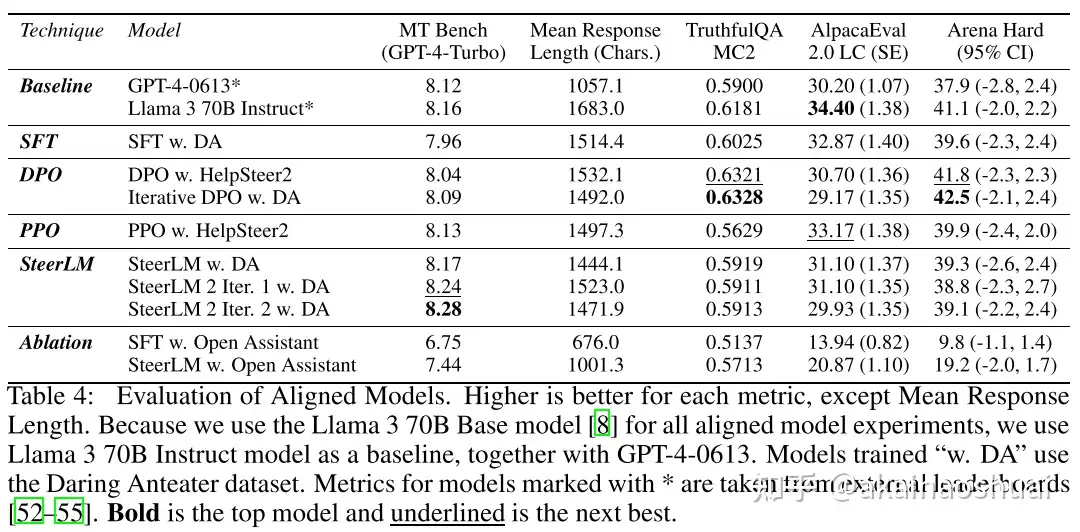 Technique Model MT Bench Mean Response TruthfulQA AlpacaEval Arena Hard
(GPT-4-Turbo) Length (Chars.) MC2 2.0 LC (SE) (95% CI)
Baseline GPT-4-0613* 8.12 1057.1 0.5900 30.20 (1.07) 37.9 (-2.8, 2.4)
Llama 3 70B Instruct* 8.16 1683.0 0.6181 34.40 (1.38) 41.1 (-2.0, 2.2)
SFT SFT w. DA 7.96 1514.4 0.6025 32.87 (1.40) 39.6 (-2.3, 2.4)
DPO DPO w. HelpSteer2 8.04 1532.1 0.6321 30.70 (1.36) 41.8 (-2.3, 2.3)
Iterative DPO w. DA 8.09 1492.0 0.6328 29.17 (1.35) 42.5 (-2.1, 2.4)
PPO PPO w. HelpSteer2 8.13 1497.3 0.5629 33.17 (1.38) 39.9 (-2.4, 2.0)
SteerLM SteerLM w. DA 8.17 1444.1 0.5919 31.10 (1.37) 39.3 (-2.6, 2.4)
SteerLM 2 Iter. 1 w. DA 8.24 1523.0 0.5911 31.10 (1.35) 38.8 (-2.3, 2.7)
SteerLM 2 Iter. 2 w. DA 8.28 1471.9 0.5913 29.93 (1.35) 39.1 (-2.2, 2.4)
Ablation SFT w. Open Assistant 6.75 676.0 0.5137 13.94 (0.82) 9.8 (-1.1, 1.4)
SteerLM w. Open Assistant 7.44 1001.3 0.5713 20.87 (1.10) 19.2 (-2.0, 1.7)
Table 4: Evaluation of Aligned Models. Higher is better for each metric, except Mean Response
Length. Because we use the Llama 3 70B Base model [8] for all aligned model experiments, we use
Llama 3 70B Instruct model as a baseline, together with GPT-4-0613. Models trained “w. DA” use
the Daring Anteater dataset. Metrics for models marked with * are taken from external leaderboards
[52–55]. Bold is the top model and underlined is the next best.
知乎 @akaihaoshuai